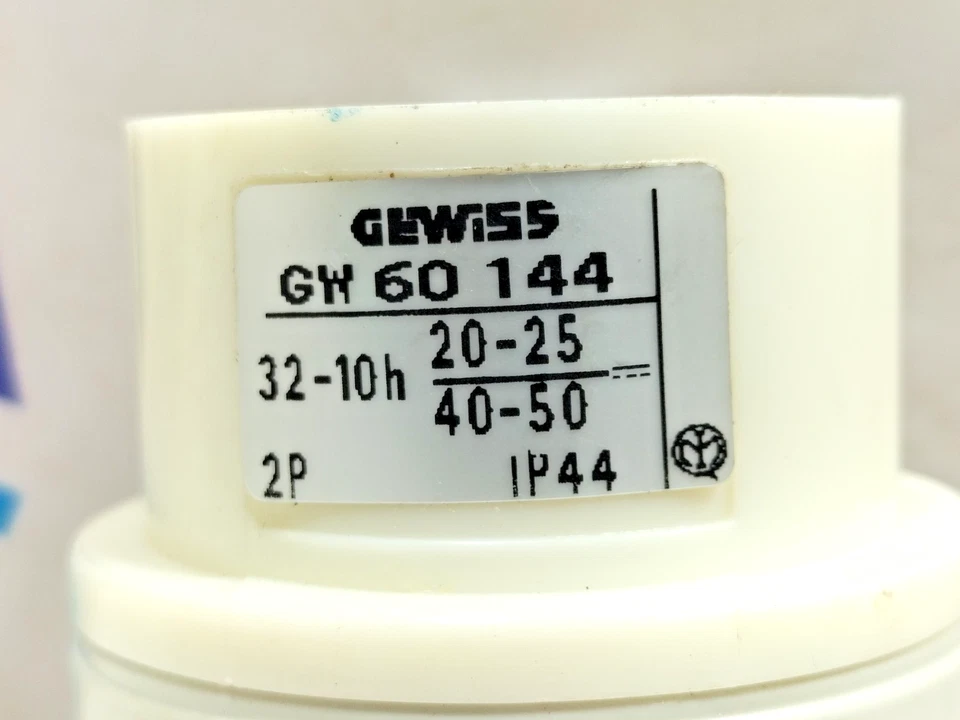 GEWISS
GW 60 144
32-10h 20-25
40-50 ⎓
2P IP44